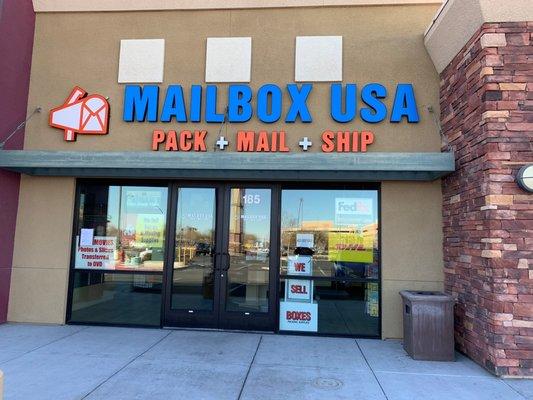 MAILBOX USA
PACK + MAIL + SHIP
185
FedEx
MOVIES
Photos & Slides
Transferred
to DVD
WE
SELL
BOXES